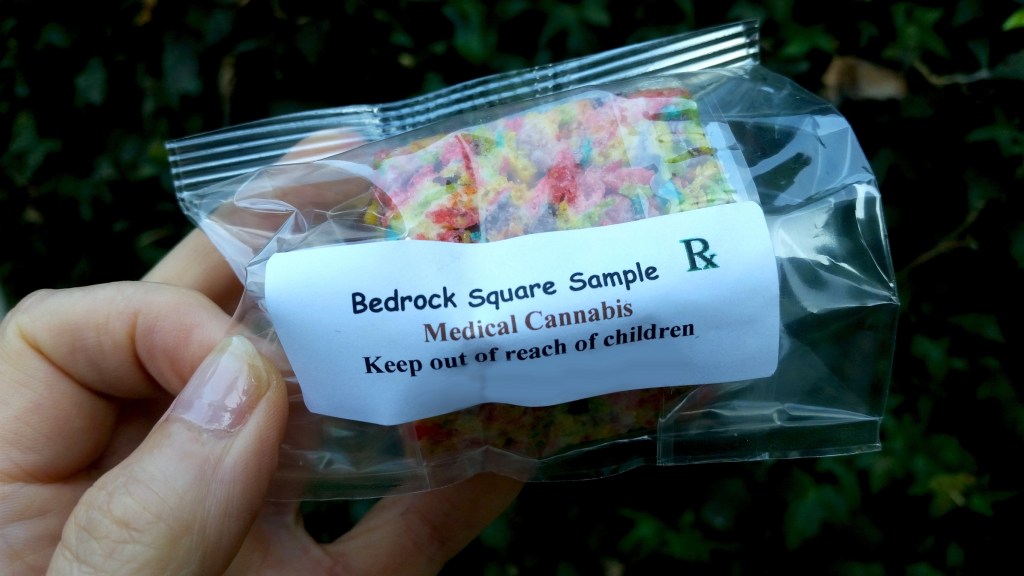 Bedrock Square Sample Rx
Medical Cannabis
Keep out of reach of children